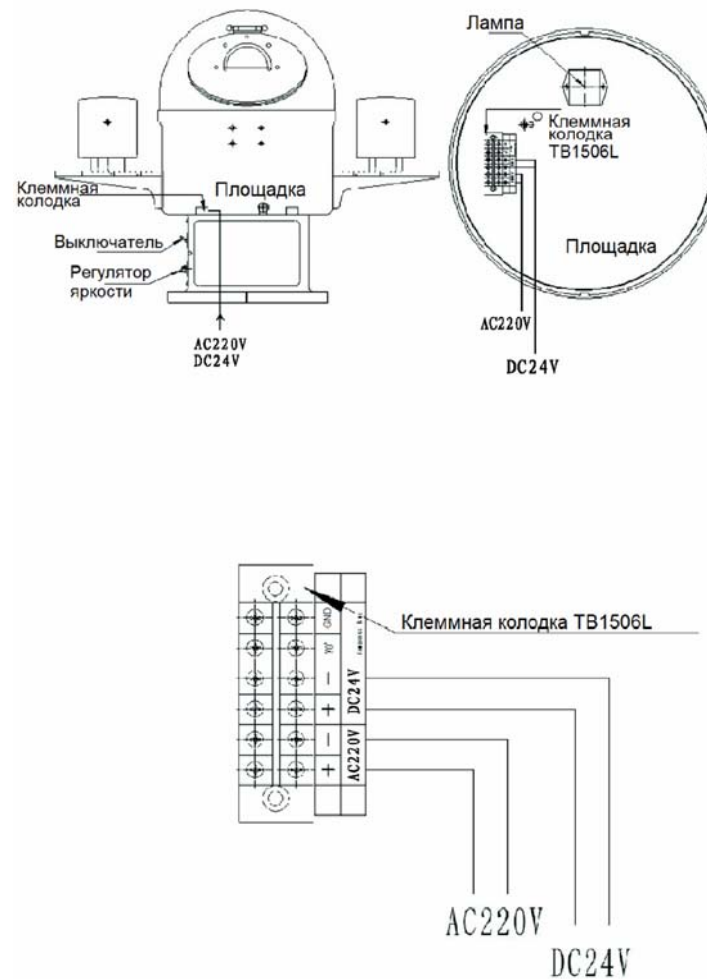 Лампа
Клеммная
колодка
TB1506L
Клеммная
колодка
Площадка
Выключатель
Регулятор
яркости
Площадка
AC220V
DC24V
AC220V
DC24V
Клеммная колодка TB1506L
GND
-
DC24V
+
-
AC220V
+
AC220V
DC24V